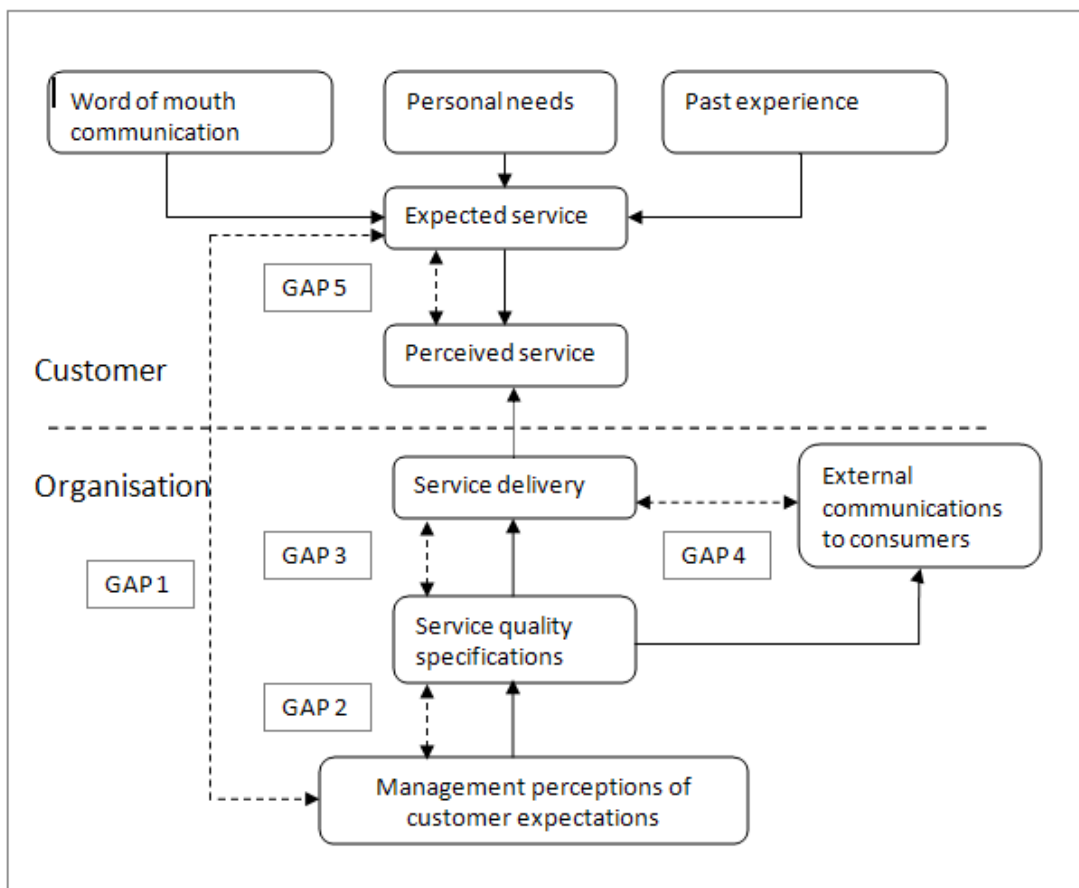 Word of mouth
communication
Personal needs
Past experience
Expected service
GAP 5
Perceived service
Customer
Organisation
Service delivery
External
communications
to consumers
GAP 3
GAP 4
GAP 1
Service quality
specifications
GAP 2
Management perceptions of
customer expectations